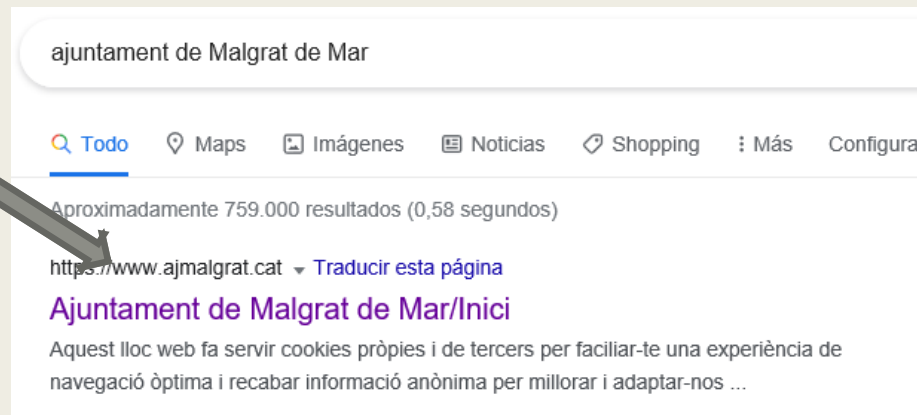 ajuntament de Malgrat de Mar
Todo Maps Imágenes Noticias Shopping Más Configura
Aproximadamente 759.000 resultados (0,58 segundos)
https://www.ajmalgrat.cat Traducir esta página
Ajuntament de Malgrat de Mar/Inici
Aquest lloc web fa servir cookies pròpies i de tercers per faciliar-te una experiència de
navegació òptima i recabar informació anònima per millorar i adaptar-nos ...